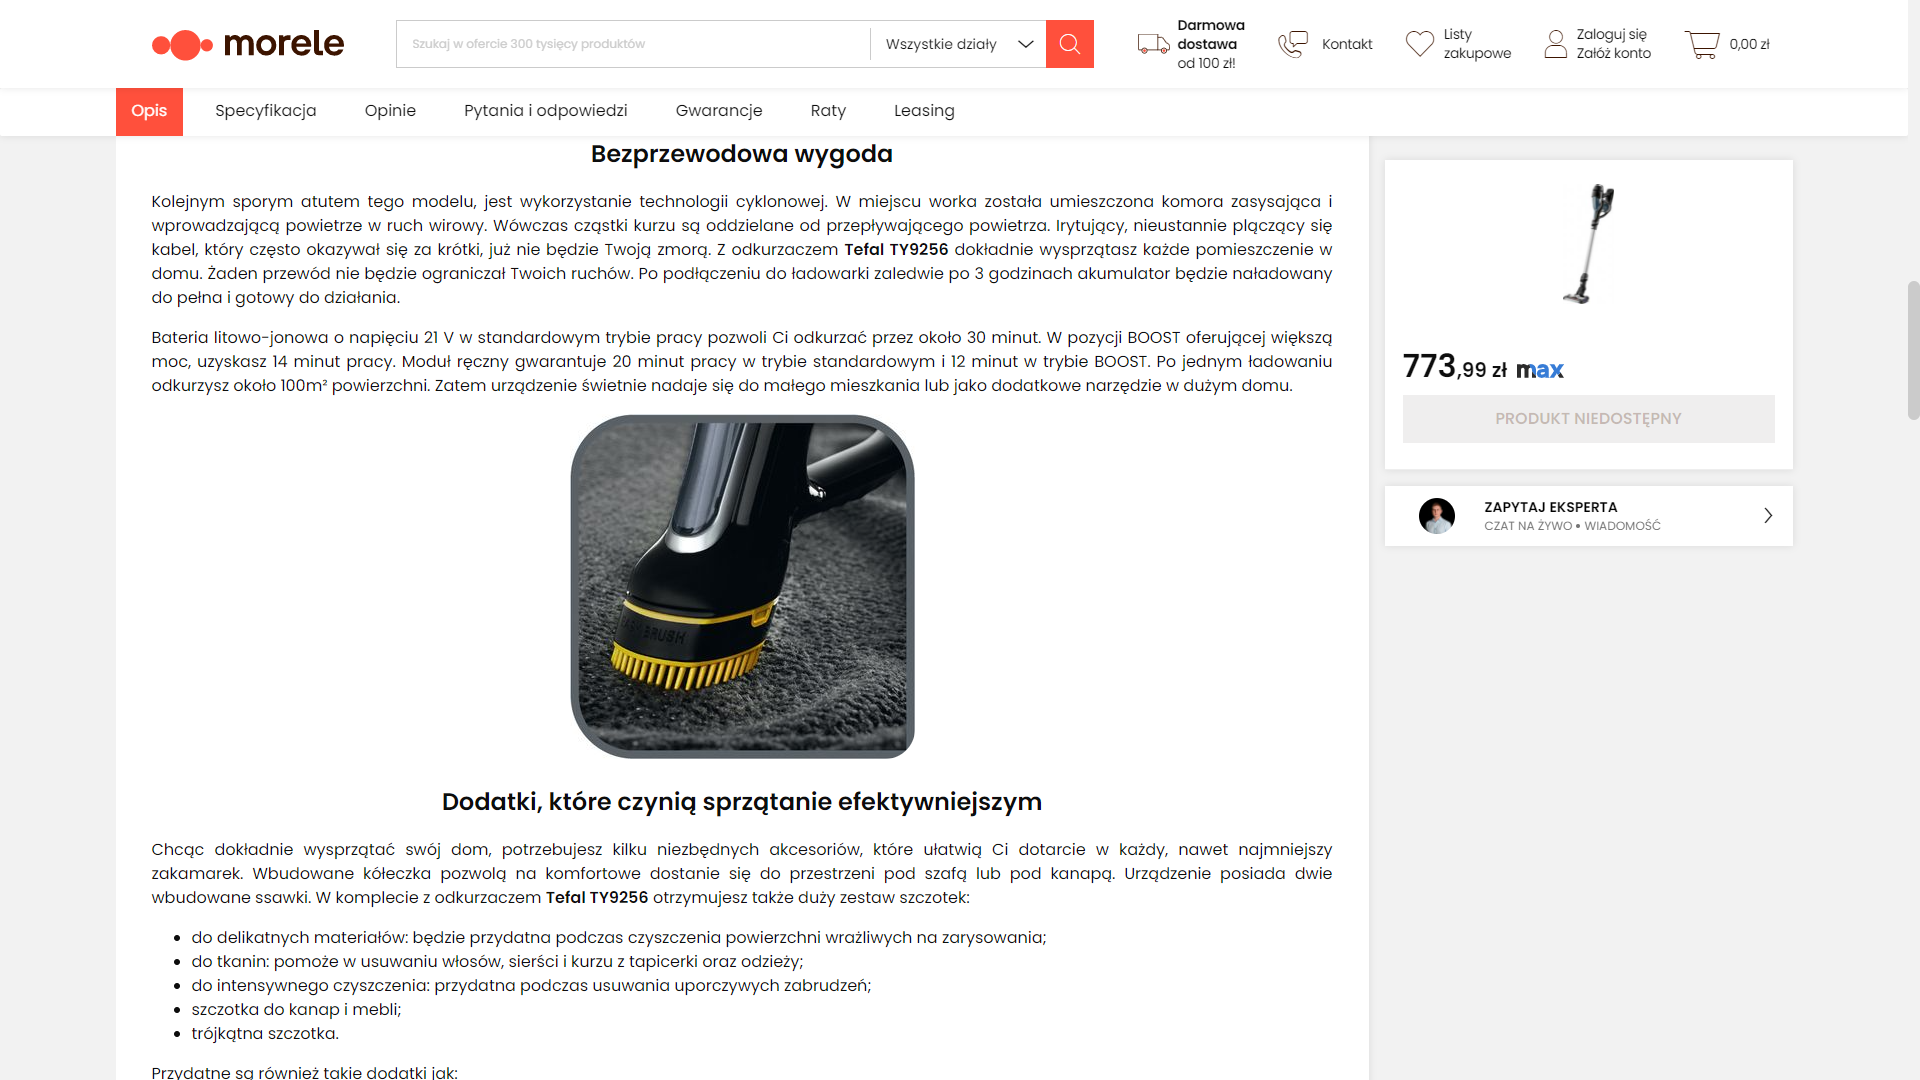 morele
Szukaj w ofercie 300 tysięcy produktów
Wszystkie działy
Darmowa
dostawa
od 100 zł!
Kontakt
Listy
zakupowe
Zaloguj się
Załóż konto
0,00 zł
Opis
Specyfikacja
Opinie
Pytania i odpowiedzi
Gwarancje
Raty
Leasing
Bezprzewodowa wygoda
Kolejnym sporym atutem tego modelu, jest wykorzystanie technologii cyklonowej. W miejscu worka została umieszczona komora zasysająca i
wprowadzającą powietrze w ruch wirowy. Wówczas cząstki kurzu są oddzielane od przepływającego powietrza. Irytujący, nieustannie plączący się
kabel, który często okazywał się za krótki, już nie będzie Twoją zmorą. Z odkurzaczem Tefal TY9256 dokładnie wysprzątasz każde pomieszczenie w
domu. Żaden przewód nie będzie ograniczał Twoich ruchów. Po podłączeniu do ładowarki zaledwie po 3 godzinach akumulator będzie naładowany
do pełna i gotowy do działania.
Bateria litowo-jonowa o napięciu 21 V w standardowym trybie pracy pozwoli Ci odkurzać przez około 30 minut. W pozycji BOOST oferującej większą
moc, uzyskasz 14 minut pracy. Moduł ręczny gwarantuje 20 minut pracy w trybie standardowym i 12 minut w trybie BOOST. Po jednym ładowaniu
odkurzysz około 100m² powierzchni. Zatem urządzenie świetnie nadaje się do małego mieszkania lub jako dodatkowe narzędzie w dużym domu.
BRUSH
Dodatki, które czynią sprzątanie efektywniejszym
Chcąc dokładnie wysprzątać swój dom, potrzebujesz kilku niezbędnych akcesoriów, które ułatwią Ci dotarcie w każdy, nawet najmniejszy
zakamarek. Wbudowane kółeczka pozwolą na komfortowe dostanie się do przestrzeni pod szafą lub pod kanapą. Urządzenie posiada dwie
wbudowane ssawki. W komplecie z odkurzaczem Tefal TY9256 otrzymujesz także duży zestaw szczotek:
do delikatnych materiałów: będzie przydatna podczas czyszczenia powierzchni wrażliwych na zarysowania;
do tkanin: pomoże w usuwaniu włosów, sierści i kurzu z tapicerki oraz odzieży;
do intensywnego czyszczenia: przydatna podczas usuwania uporczywych zabrudzeń;
szczotka do kanap i mebli;
trójkątna szczotka.
Przydatne są również takie dodatki jak:
773,99 zł max
PRODUKT NIEDOSTĘPNY
ZAPYTAJ EKSPERTA
CZAT NA ŻYWO • WIADOMOŚĆ